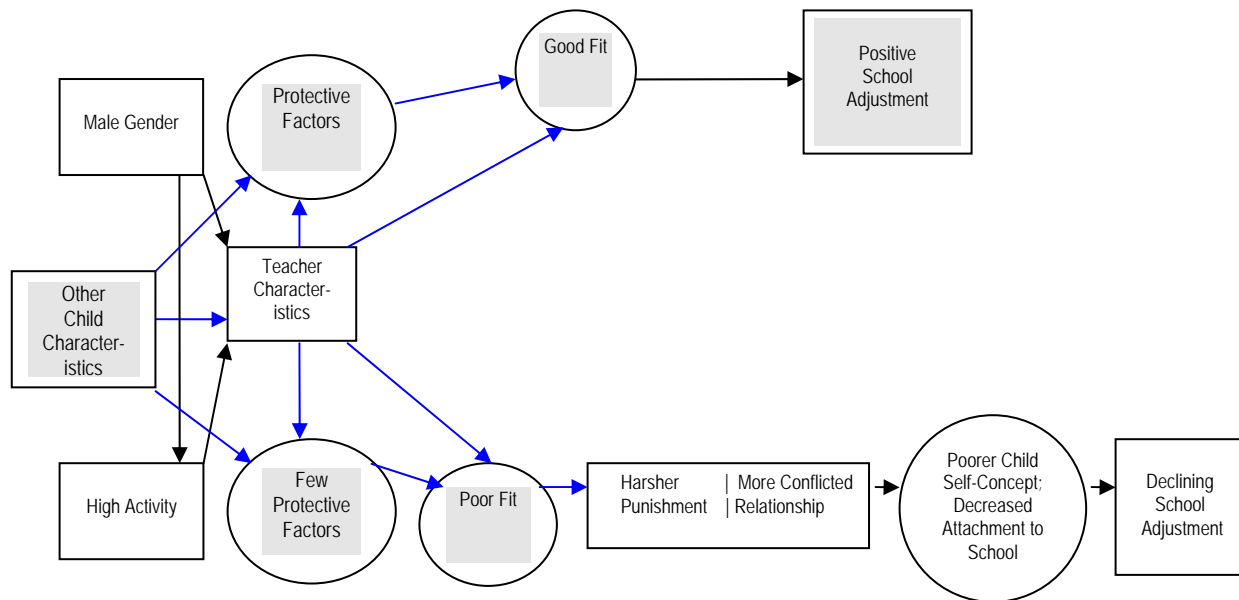 Male Gender
Protective
Factors
Good Fit
Positive
School
Adjustment
Other
Child
Character-
istics
Teacher
Character-
istics
High Activity
Few
Protective
Factors
Poor Fit
Harsher | More Conflicted
Punishment | Relationship
Poorer Child
Self-Concept;
Decreased
Attachment to
School
Declining
School
Adjustment